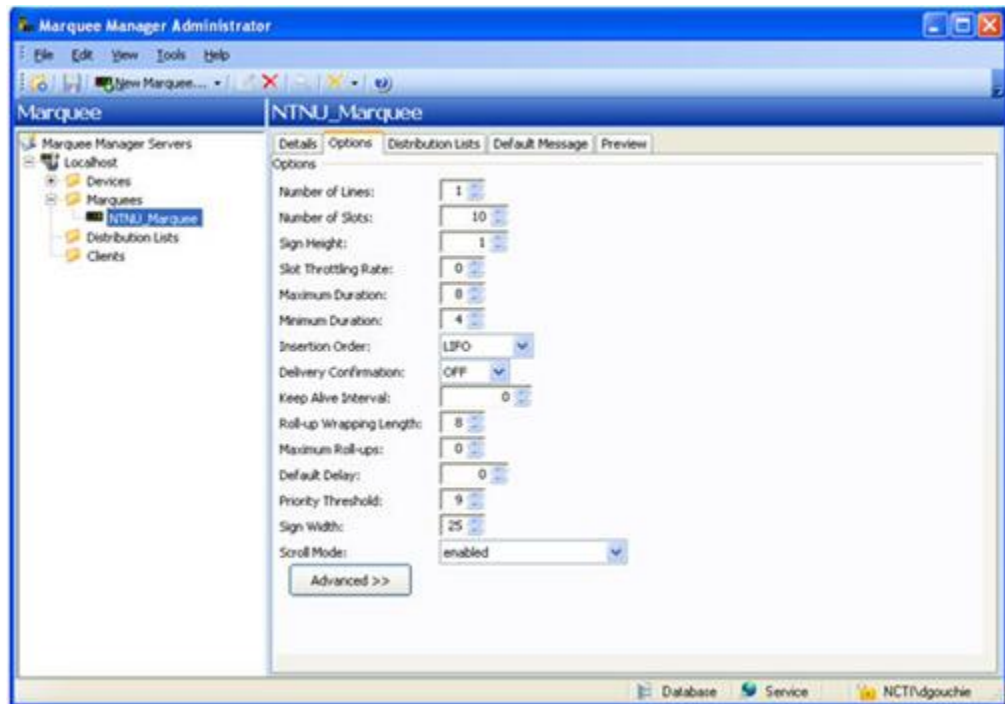 Marquee Manager Administrator
File Edit View Tools Help
New Marquee...
Marquee
NTNU_Marquee
Marquee Manager Servers
Localhost
Devices
Marquees
NTNU_Marquee
Distribution Lists
Clients
Details Options Distribution Lists Default Message Preview
Options
Number of Lines: 1
Number of Slots: 10
Sign Height: 1
Slot Throttling Rate: 0
Maximum Duration: 8
Minimum Duration: 4
Insertion Order: LIFO
Delivery Confirmation: OFF
Keep Alive Interval: 0
Roll-up Wrapping Length: 8
Maximum Roll-ups: 0
Default Delay: 0
Priority Threshold: 9
Sign Width: 25
Scroll Mode: enabled
Advanced >>
Database Service NCTI\dgouchie